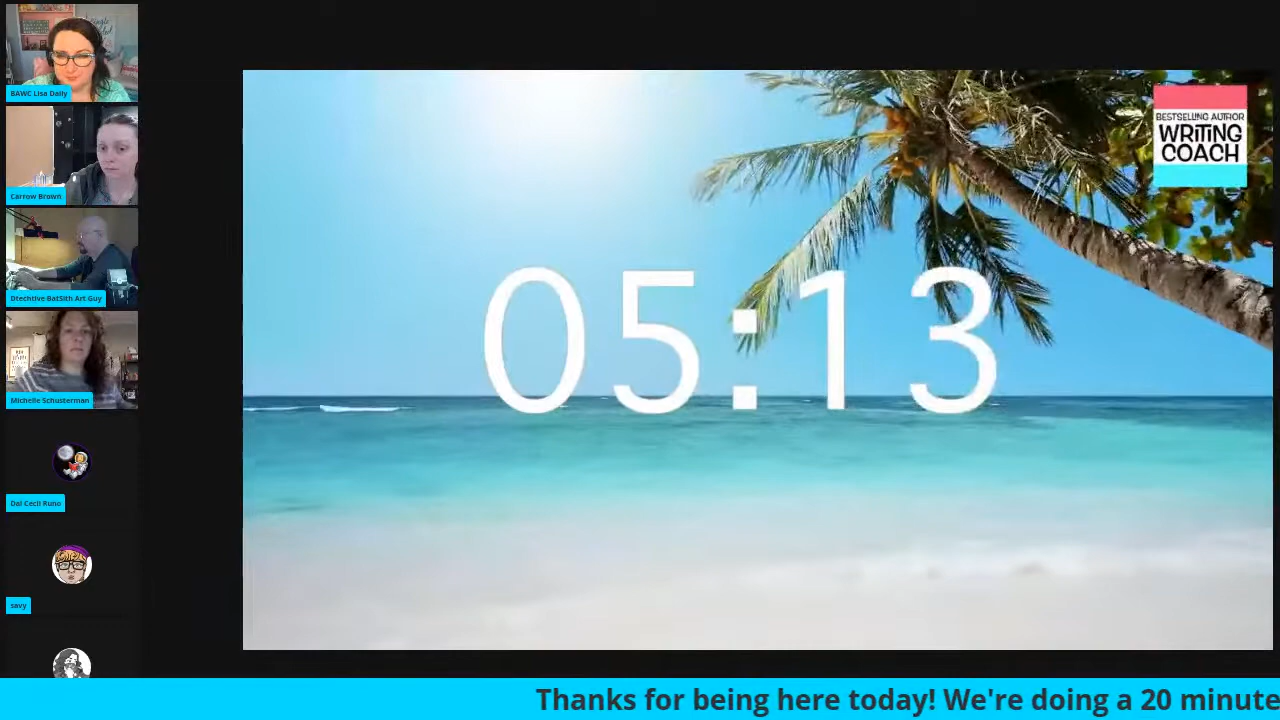 BAWC Lisa Daily
Carrow Brown
Dtechtive BatSith Art Guy
Michelle Schusterman
Dal Cecil Runo
savy
05:13
BESTSELLING AUTHOR
WRITING
COACH
Thanks for being here today! We're doing a 20 minute